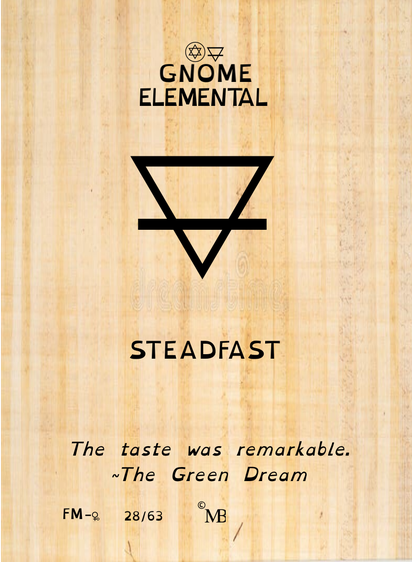 GNOME
ELEMENTAL
STEADFAST
The taste was remarkable.
~The Green Dream
FM-♀ 28/63 © MB